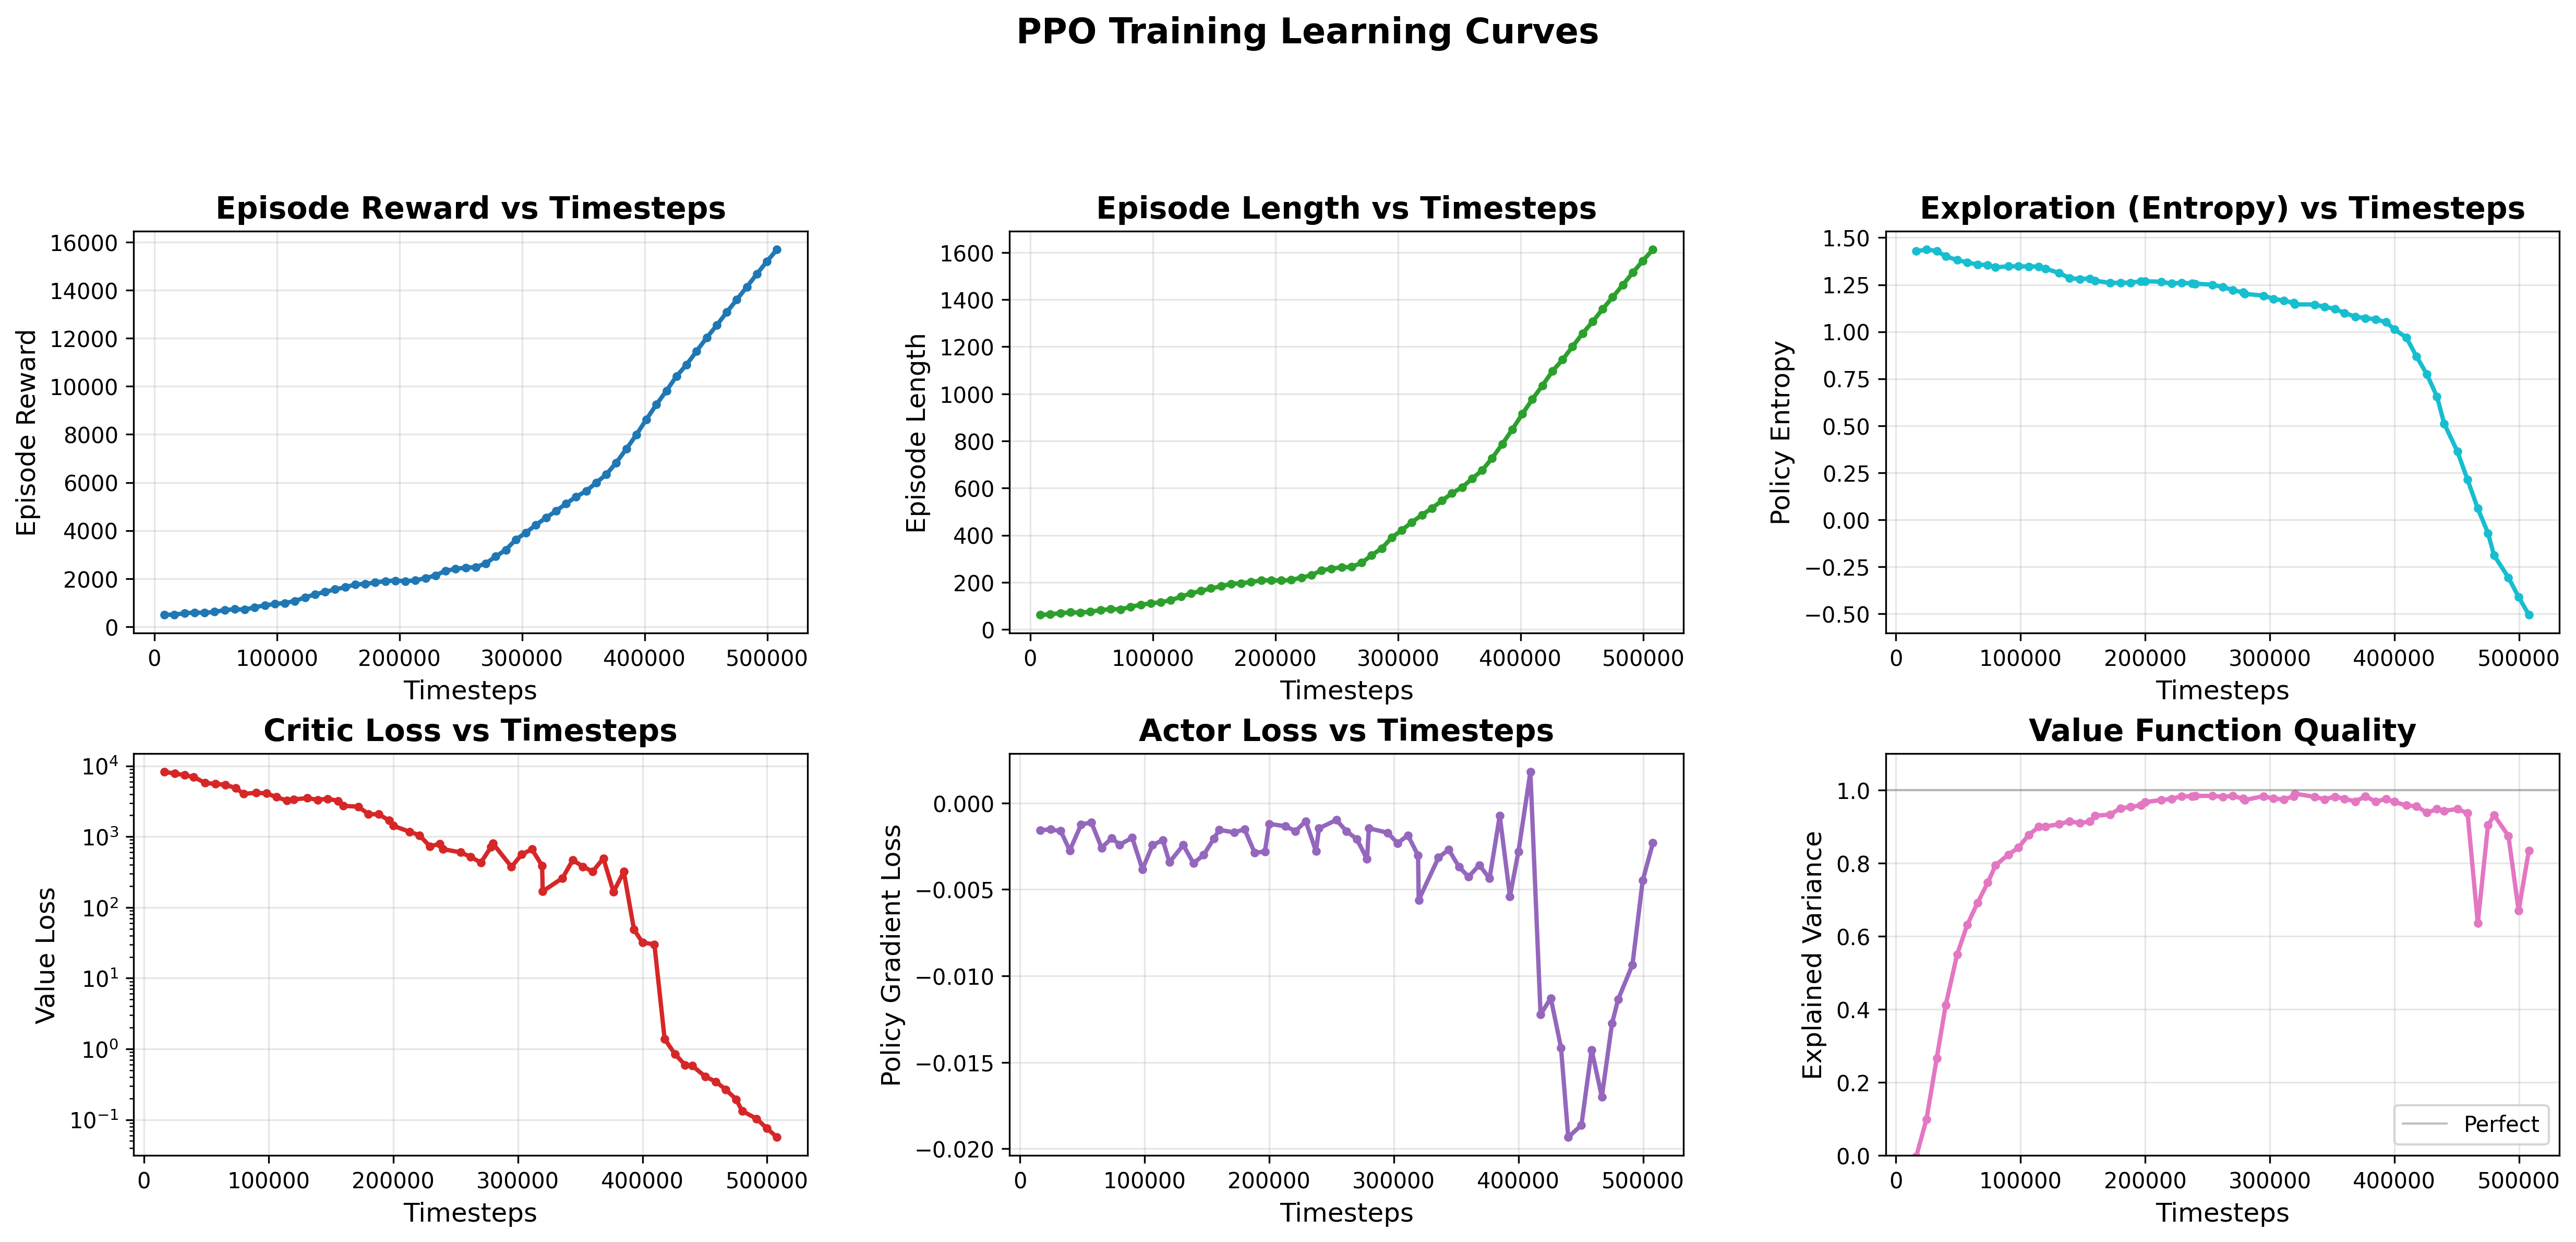 PPO Training Learning Curves
Episode Reward vs Timesteps
Episode Reward
16000
14000
12000
10000
8000
6000
4000
2000
0
0 100000 200000 300000 400000 500000
Timesteps
Episode Length vs Timesteps
Episode Length
1600
1400
1200
1000
800
600
400
200
0
0 100000 200000 300000 400000 500000
Timesteps
Exploration (Entropy) vs Timesteps
Policy Entropy
1.50
1.25
1.00
0.75
0.50
0.25
0.00
−0.25
−0.50
0 100000 200000 300000 400000 500000
Timesteps
Critic Loss vs Timesteps
Value Loss
10⁴
10³
10²
10¹
10⁰
10⁻¹
0 100000 200000 300000 400000 500000
Timesteps
Actor Loss vs Timesteps
Policy Gradient Loss
0.000
−0.005
−0.010
−0.015
−0.020
0 100000 200000 300000 400000 500000
Timesteps
Value Function Quality
Explained Variance
1.0
0.8
0.6
0.4
0.2
0.0
Perfect
0 100000 200000 300000 400000 500000
Timesteps